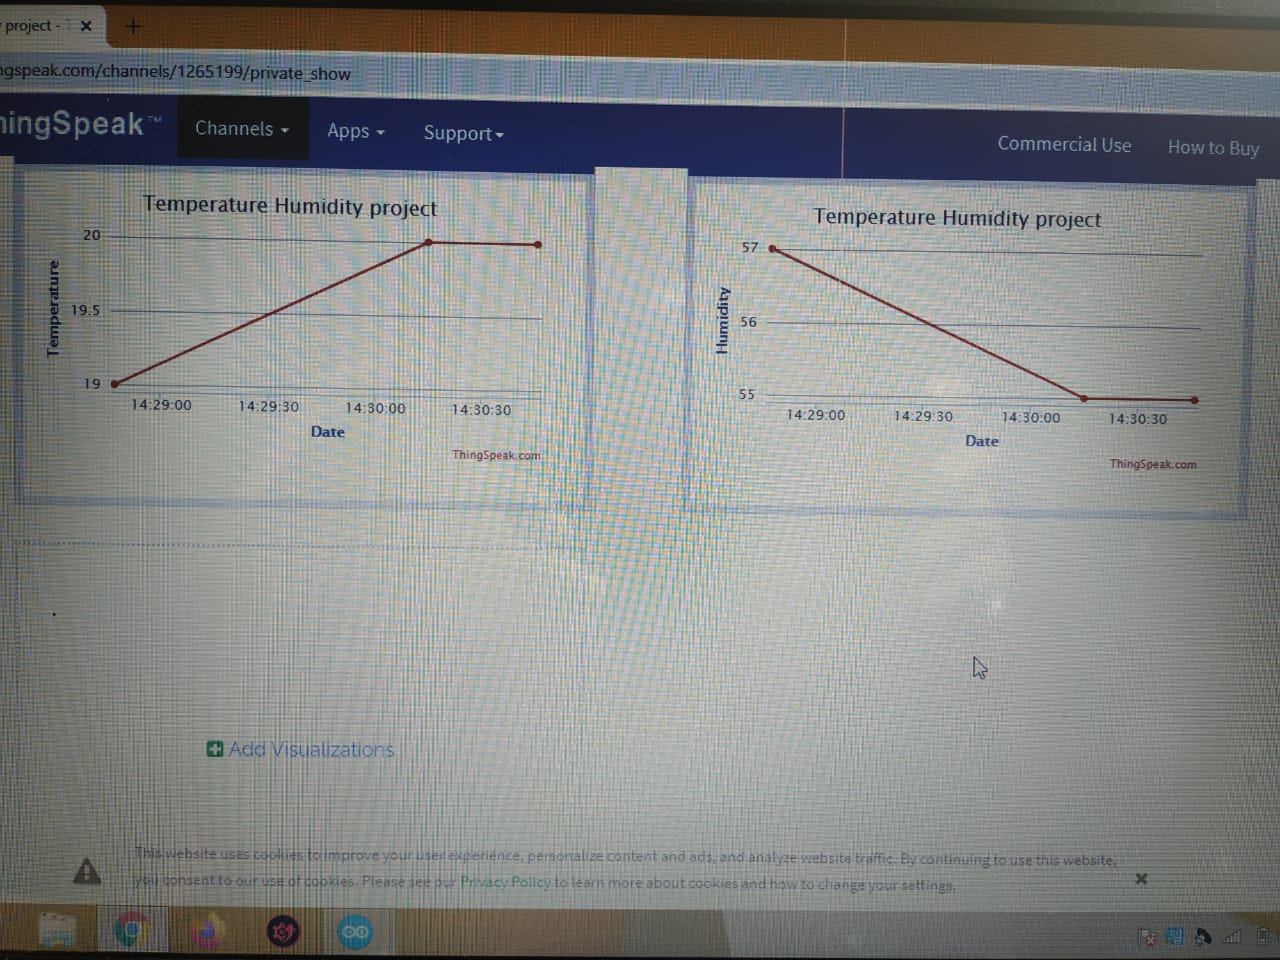 project -
ngspeak.com/channels/1265199/private_show
hingSpeak™ Channels Apps Support Commercial Use How to Buy
Temperature Humidity project
20
19.5
19
Temperature
14:29:00 14:29:30 14:30:00 14:30:30
Date
ThingSpeak.com
Temperature Humidity project
57
56
55
Humidity
14:29:00 14:29:30 14:30:00 14:30:30
Date
ThingSpeak.com
Add Visualizations
This website uses cookies to improve your user experience, personalize content and ads, and analyze website traffic. By continuing to use this website,
you consent to our use of cookies. Please see our Privacy Policy to learn more about cookies and how to change your settings.